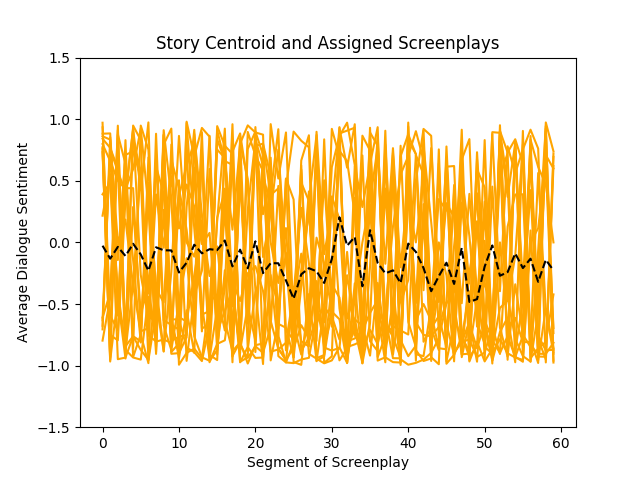 Story Centroid and Assigned Screenplays
1.5
1.0
0.5
0.0
−0.5
−1.0
−1.5
Average Dialogue Sentiment
0 10 20 30 40 50 60
Segment of Screenplay